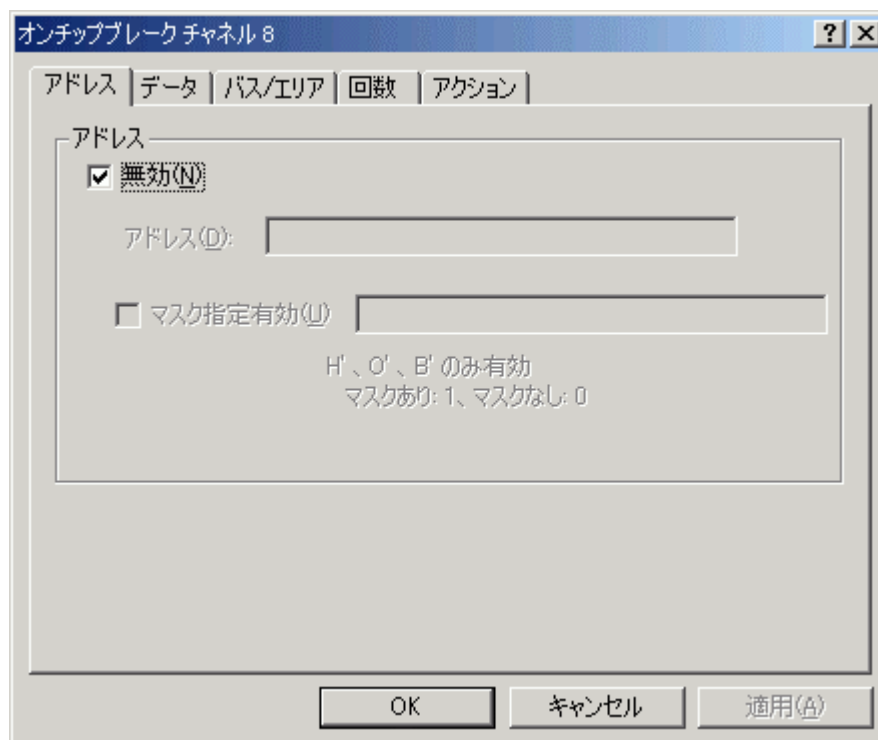 オンチップブレーク チャネル 8
アドレス データ バス/エリア 回数 アクション
アドレス
無効(N)
アドレス(D):
マスク指定有効(U)
H'、O'、B' のみ有効
マスクあり: 1、マスクなし: 0
OK キャンセル 適用(A)